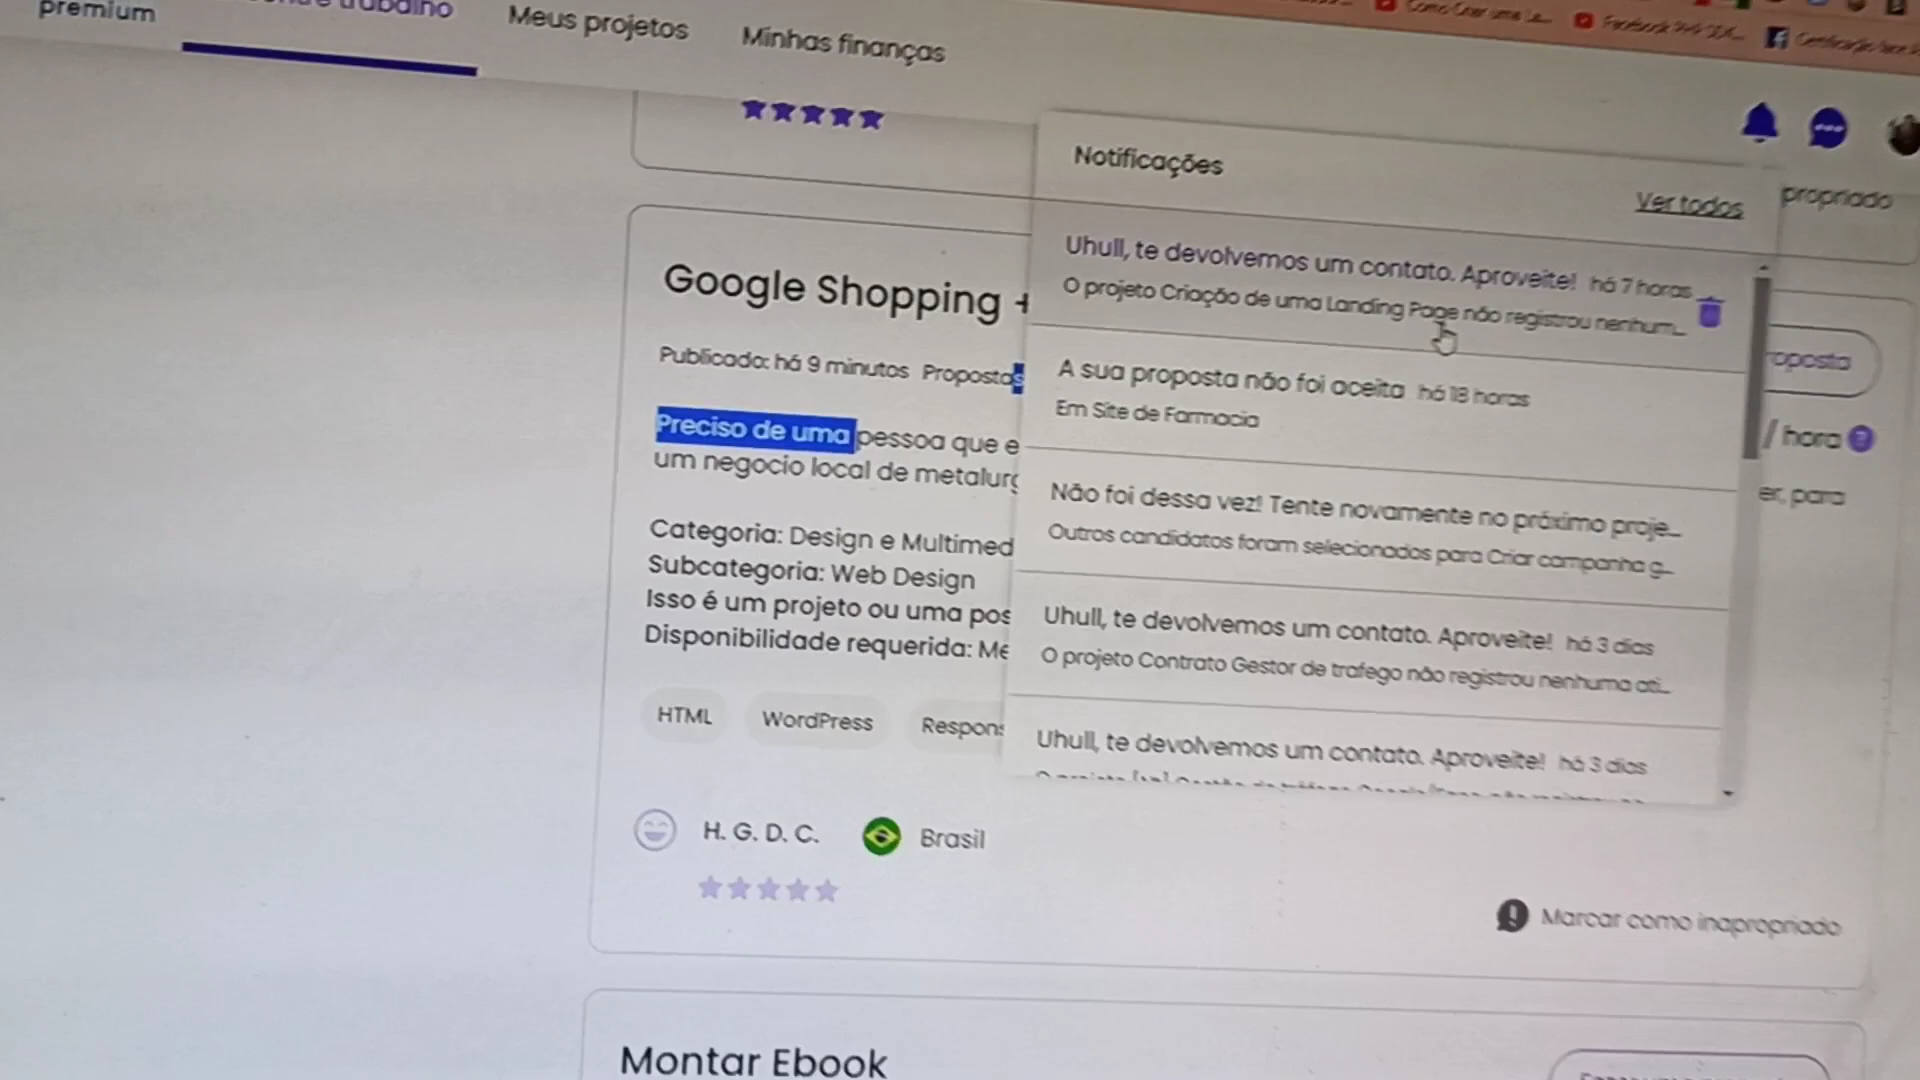 premium
trabalho
Meus projetos
Minhas finanças
Notificações
Ver todos
propriado
Uhull, te devolvemos um contato. Aproveite! há 7 horas
O projeto Criação de uma Landing Page não registrou nenhum...
A sua proposta não foi aceita há 18 horas
Em Site de Farmacia
Não foi dessa vez! Tente novamente no próximo proje...
Outros candidatos foram selecionados para Criar campanha g...
Uhull, te devolvemos um contato. Aproveite! há 3 dias
O projeto Contrato Gestor de trafego não registrou nenhuma ati...
Uhull, te devolvemos um contato. Aproveite! há 3 dias
Google Shopping +
Publicado: há 9 minutos Propostas
Preciso de uma pessoa que e
um negocio local de metalurg
Categoria: Design e Multimed
Subcategoria: Web Design
Isso é um projeto ou uma pos
Disponibilidade requerida: Me
HTML
WordPress
Respons
roposta
/ hora
er, para
H. G. D. C.
Brasil
Marcar como inapropriado
Montar Ebook